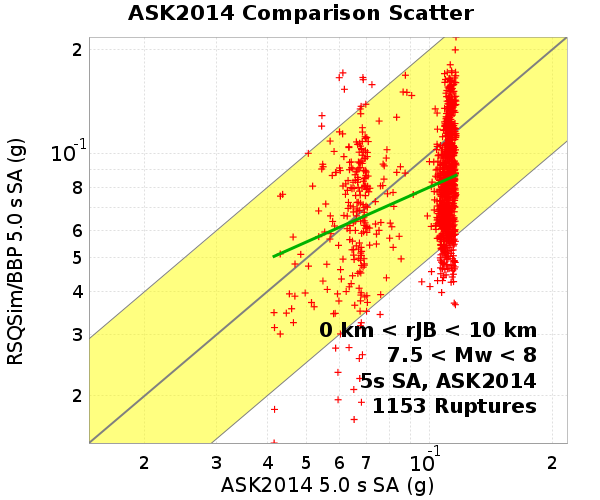 ASK2014 Comparison Scatter
RSQSim/BBP 5.0 s SA (g)
2
10⁻¹
8
6
5
4
3
2
0 km < rJB < 10 km
7.5 < Mw < 8
5s SA, ASK2014
1153 Ruptures
2 3 4 5 6 7 10⁻¹ 2
ASK2014 5.0 s SA (g)